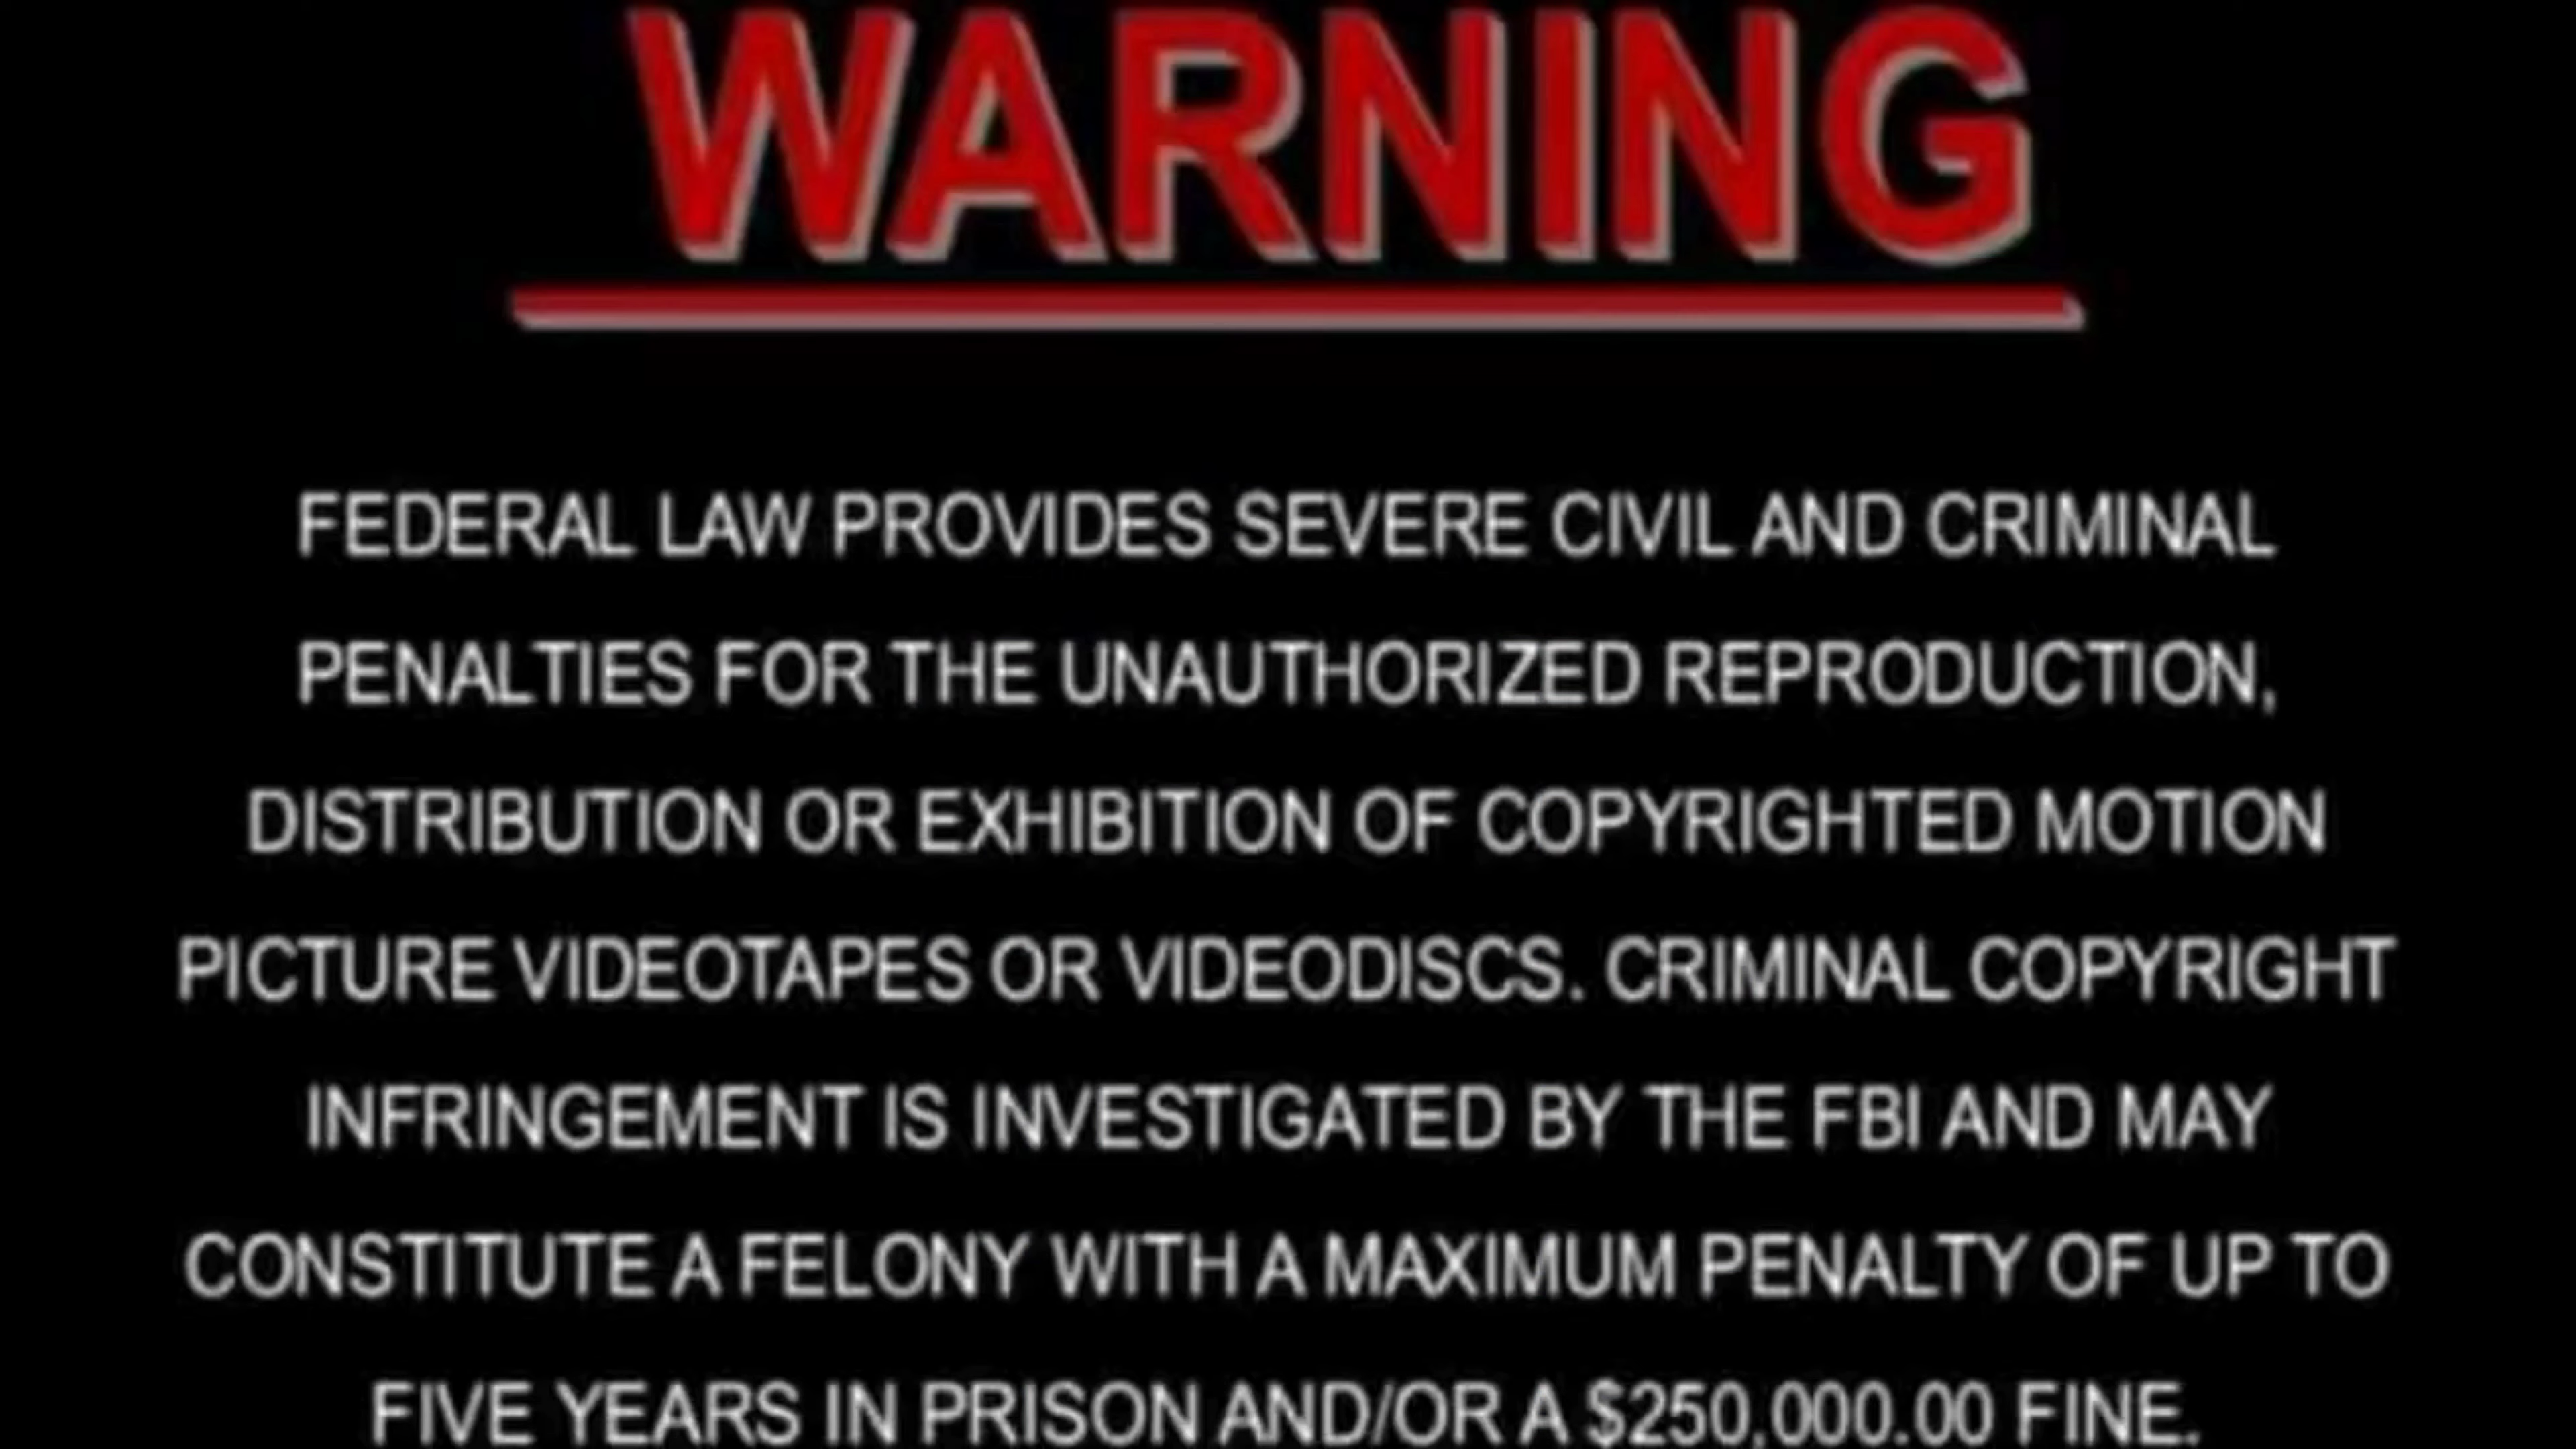 WARNING
FEDERAL LAW PROVIDES SEVERE CIVIL AND CRIMINAL
PENALTIES FOR THE UNAUTHORIZED REPRODUCTION,
DISTRIBUTION OR EXHIBITION OF COPYRIGHTED MOTION
PICTURE VIDEOTAPES OR VIDEODISCS. CRIMINAL COPYRIGHT
INFRINGEMENT IS INVESTIGATED BY THE FBI AND MAY
CONSTITUTE A FELONY WITH A MAXIMUM PENALTY OF UP TO
FIVE YEARS IN PRISON AND/OR A $250,000.00 FINE.